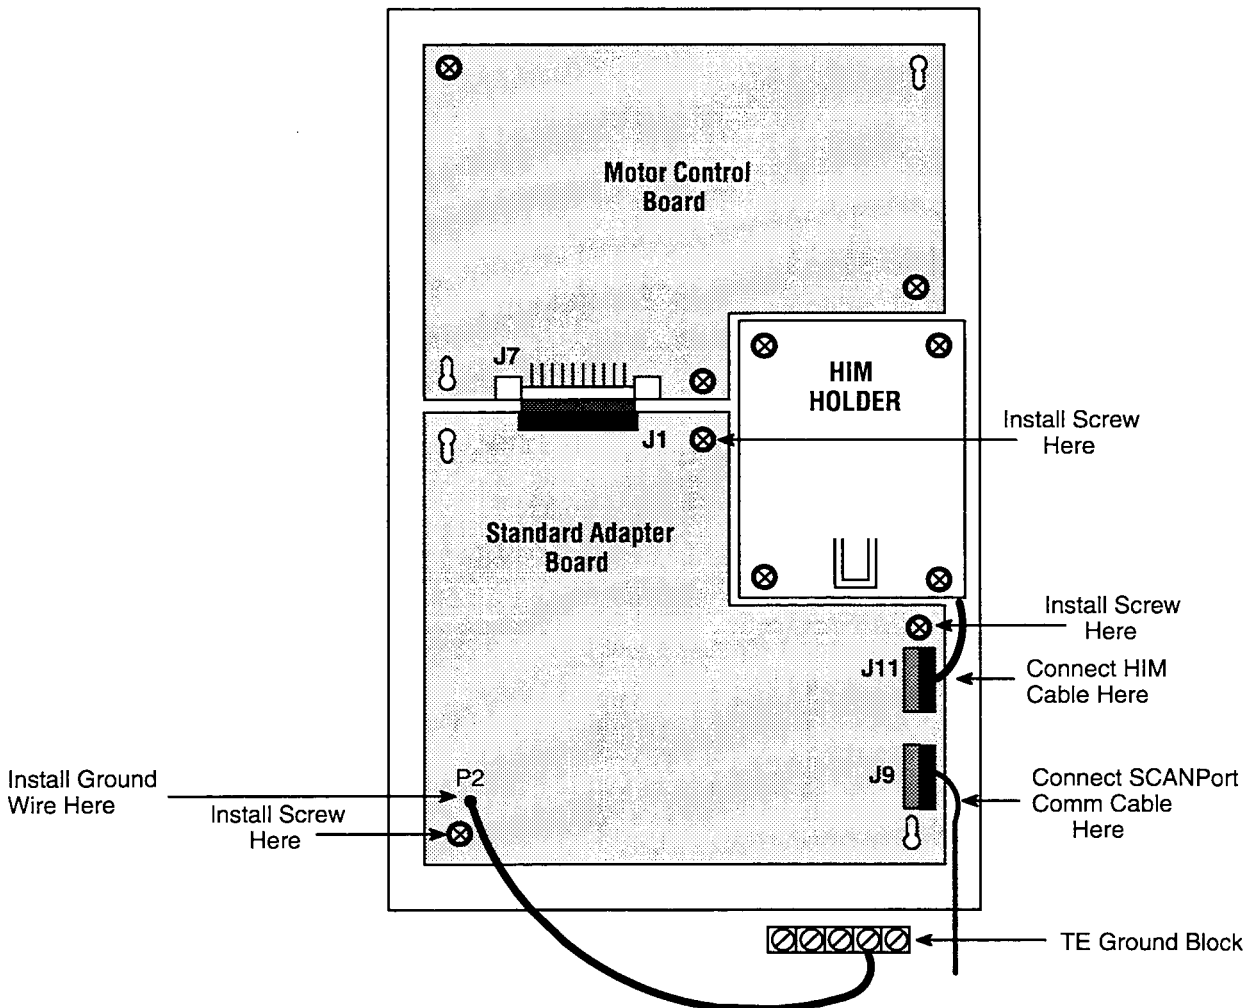 Motor Control
Board
J7
HIM
HOLDER
J1
Install Screw
Here
Standard Adapter
Board
Install Screw
Here
J11
Connect HIM
Cable Here
P2
Install Ground
Wire Here
Install Screw
Here
J9
Connect SCANPort
Comm Cable
Here
TE Ground Block